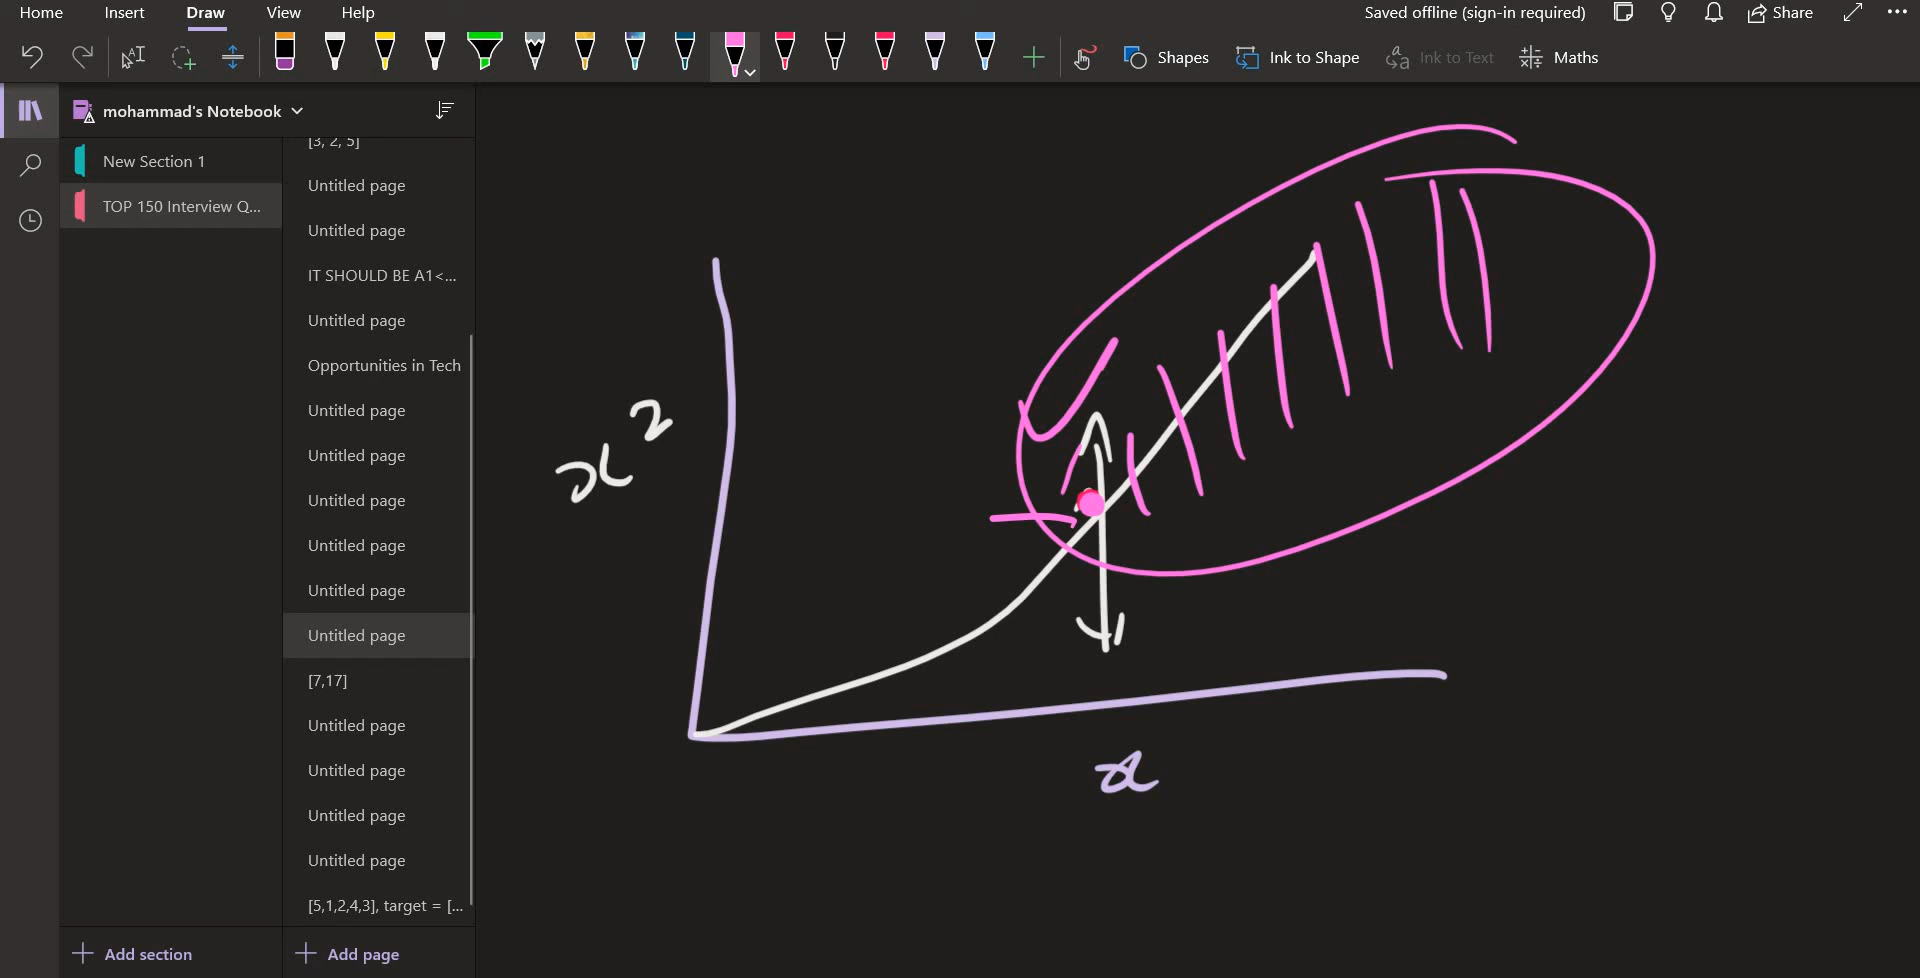 Home Insert Draw View Help Saved offline (sign-in required) Share
Shapes Ink to Shape Ink to Text Maths
mohammad's Notebook
New Section 1
TOP 150 Interview Q...
[3, 2, 5]
Untitled page
Untitled page
IT SHOULD BE A1<...
Untitled page
Opportunities in Tech
Untitled page
Untitled page
Untitled page
Untitled page
Untitled page
Untitled page
[7,17]
Untitled page
Untitled page
Untitled page
Untitled page
[5,1,2,4,3], target = [...
Add section
Add page
x²
x